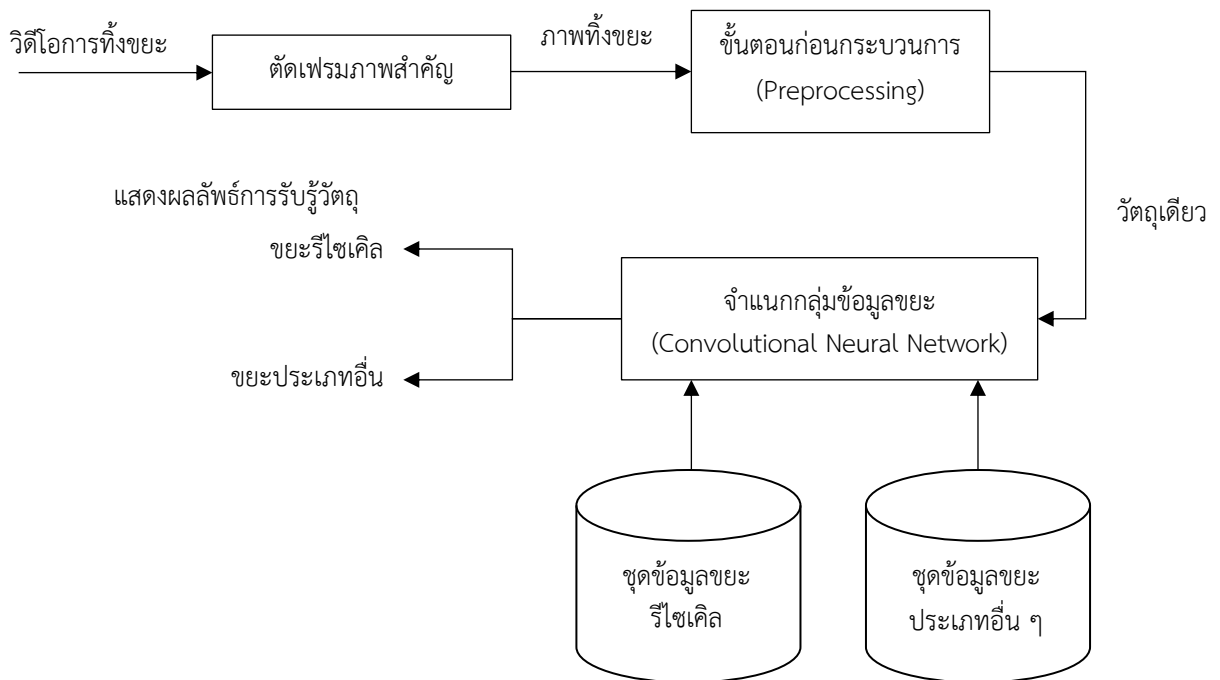 วิดีโอการทิ้งขยะ
ตัดเฟรมภาพสำคัญ
ภาพทิ้งขยะ
ขั้นตอนก่อนกระบวนการ
(Preprocessing)
วัตถุเดียว
แสดงผลลัพธ์การรับรู้วัตถุ
ขยะรีไซเคิล
ขยะประเภทอื่น
จำแนกกลุ่มข้อมูลขยะ
(Convolutional Neural Network)
ชุดข้อมูลขยะ
รีไซเคิล
ชุดข้อมูลขยะ
ประเภทอื่น ๆ